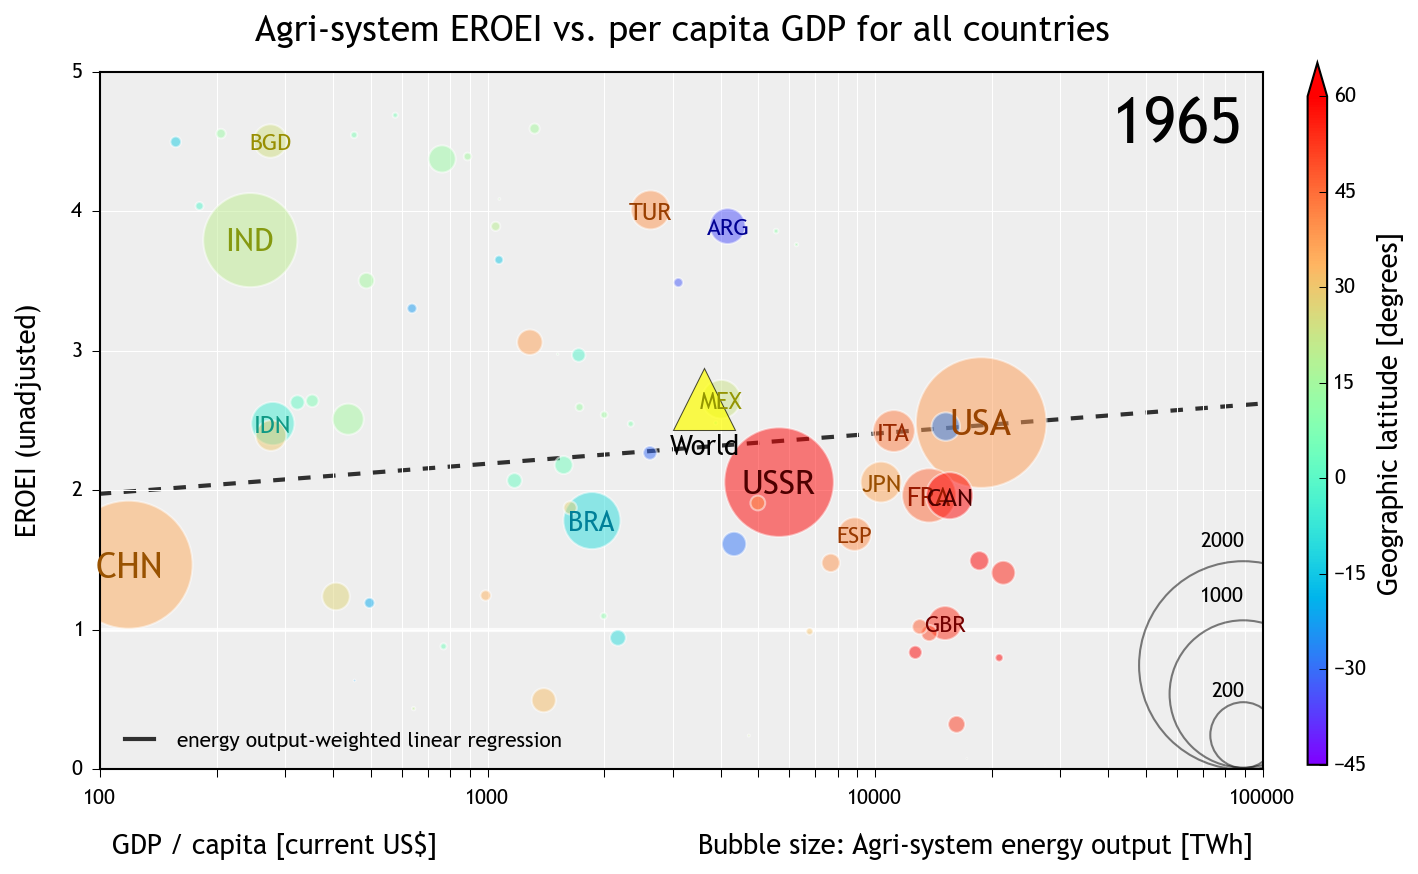 Agri-system EROEI vs. per capita GDP for all countries
1965
5
4
3
2
1
0
EROEI (unadjusted)
BGD
IND
TUR
ARG
IDN
MEX
World
ITA
USA
USSR
JPN
FRA
CAN
BRA
ESP
CHN
GBR
2000
1000
200
energy output-weighted linear regression
100
1000
10000
100000
GDP / capita [current US$]
Bubble size: Agri-system energy output [TWh]
60
45
30
15
0
−15
−30
−45
Geographic latitude [degrees]